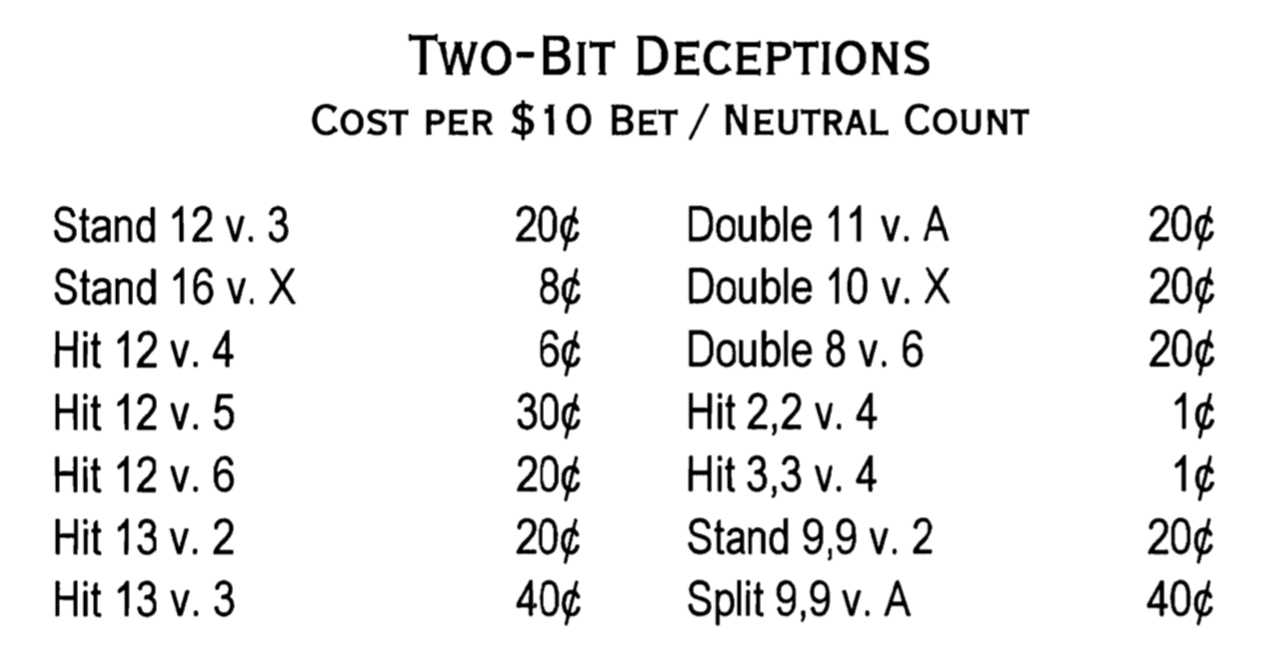 Two-Bit Deceptions
Cost per $10 Bet / Neutral Count
Stand 12 v. 3 20¢
Stand 16 v. X 8¢
Hit 12 v. 4 6¢
Hit 12 v. 5 30¢
Hit 12 v. 6 20¢
Hit 13 v. 2 20¢
Hit 13 v. 3 40¢
Double 11 v. A 20¢
Double 10 v. X 20¢
Double 8 v. 6 20¢
Hit 2,2 v. 4 1¢
Hit 3,3 v. 4 1¢
Stand 9,9 v. 2 20¢
Split 9,9 v. A 40¢